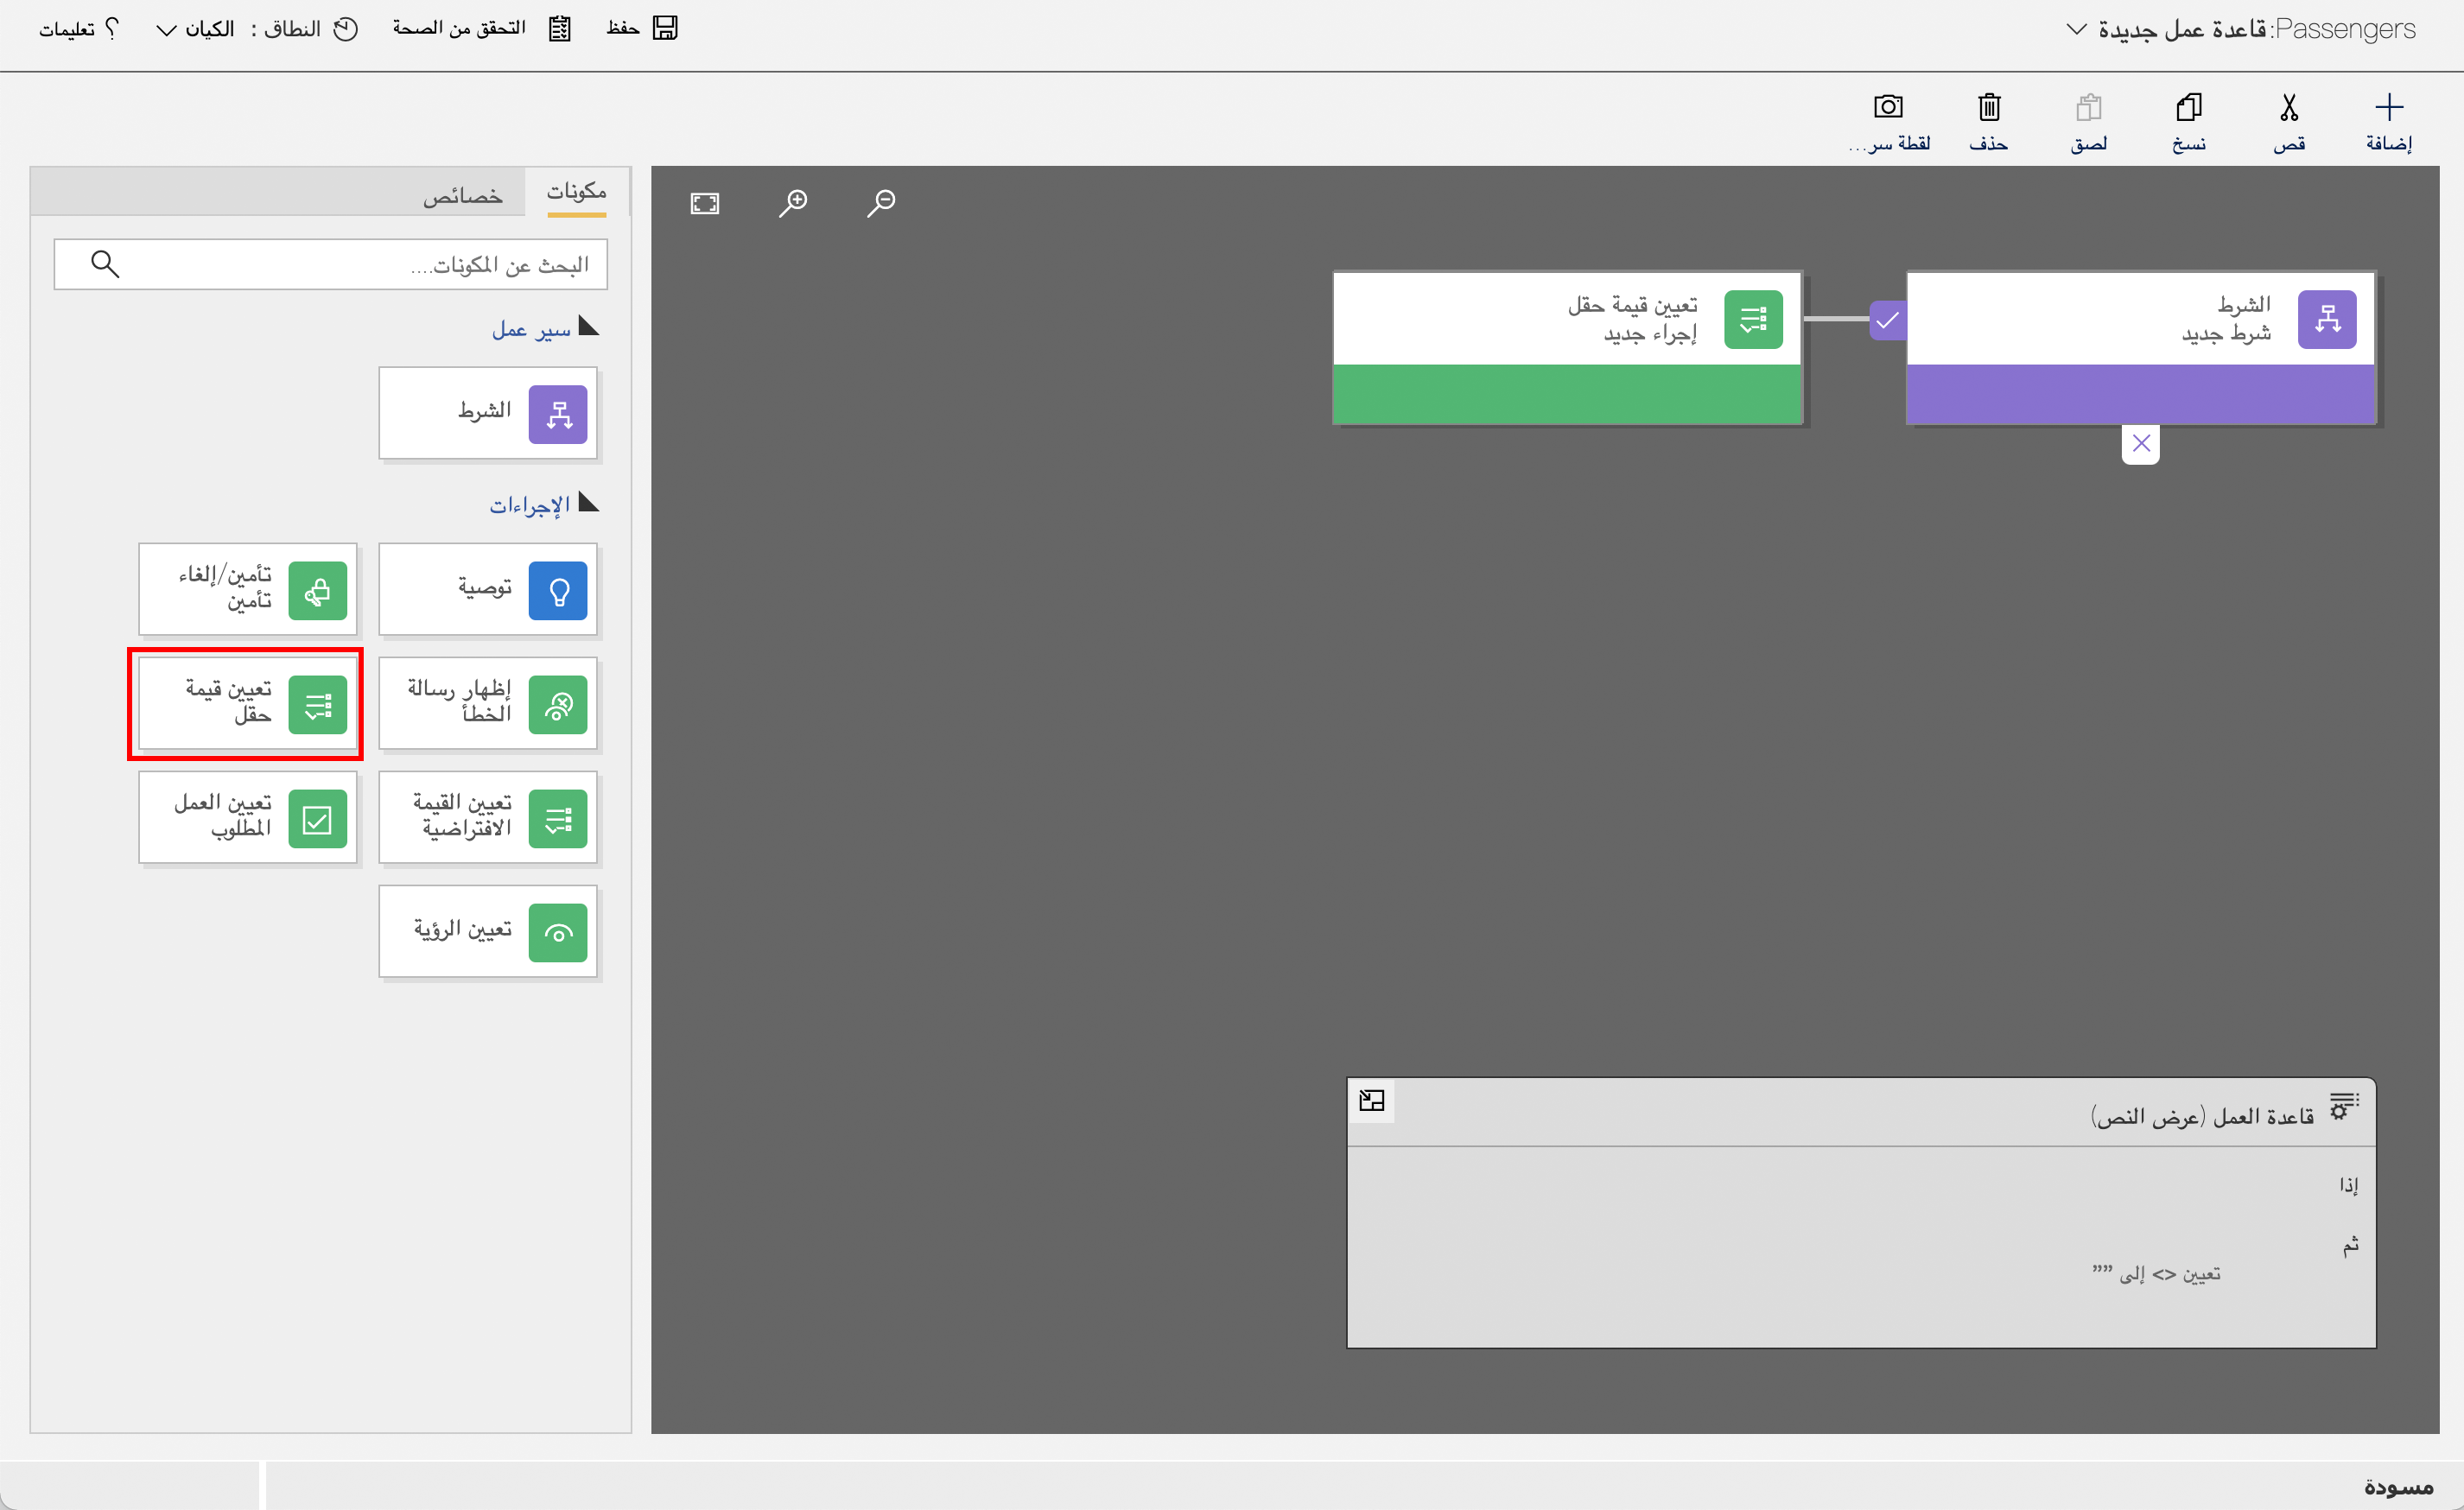 Passengers:قاعدة عمل جديدة
حفظ
التحقق من الصحة
النطاق :
الكيان
تعليمات
إضافة
قص
نسخ
لصق
حذف
لقطة سر...
الشرط
شرط جديد
تعيين قيمة حقل
إجراء جديد
قاعدة العمل (عرض النص)
إذا
ثم
تعيين <> إلى ""
مكونات
خصائص
البحث عن المكونات....
سير عمل
الشرط
الإجراءات
توصية
تأمين/إلغاء
تأمين
إظهار رسالة
الخطأ
تعيين قيمة
حقل
تعيين القيمة
الافتراضية
تعيين العمل
المطلوب
تعيين الرؤية
مسودة